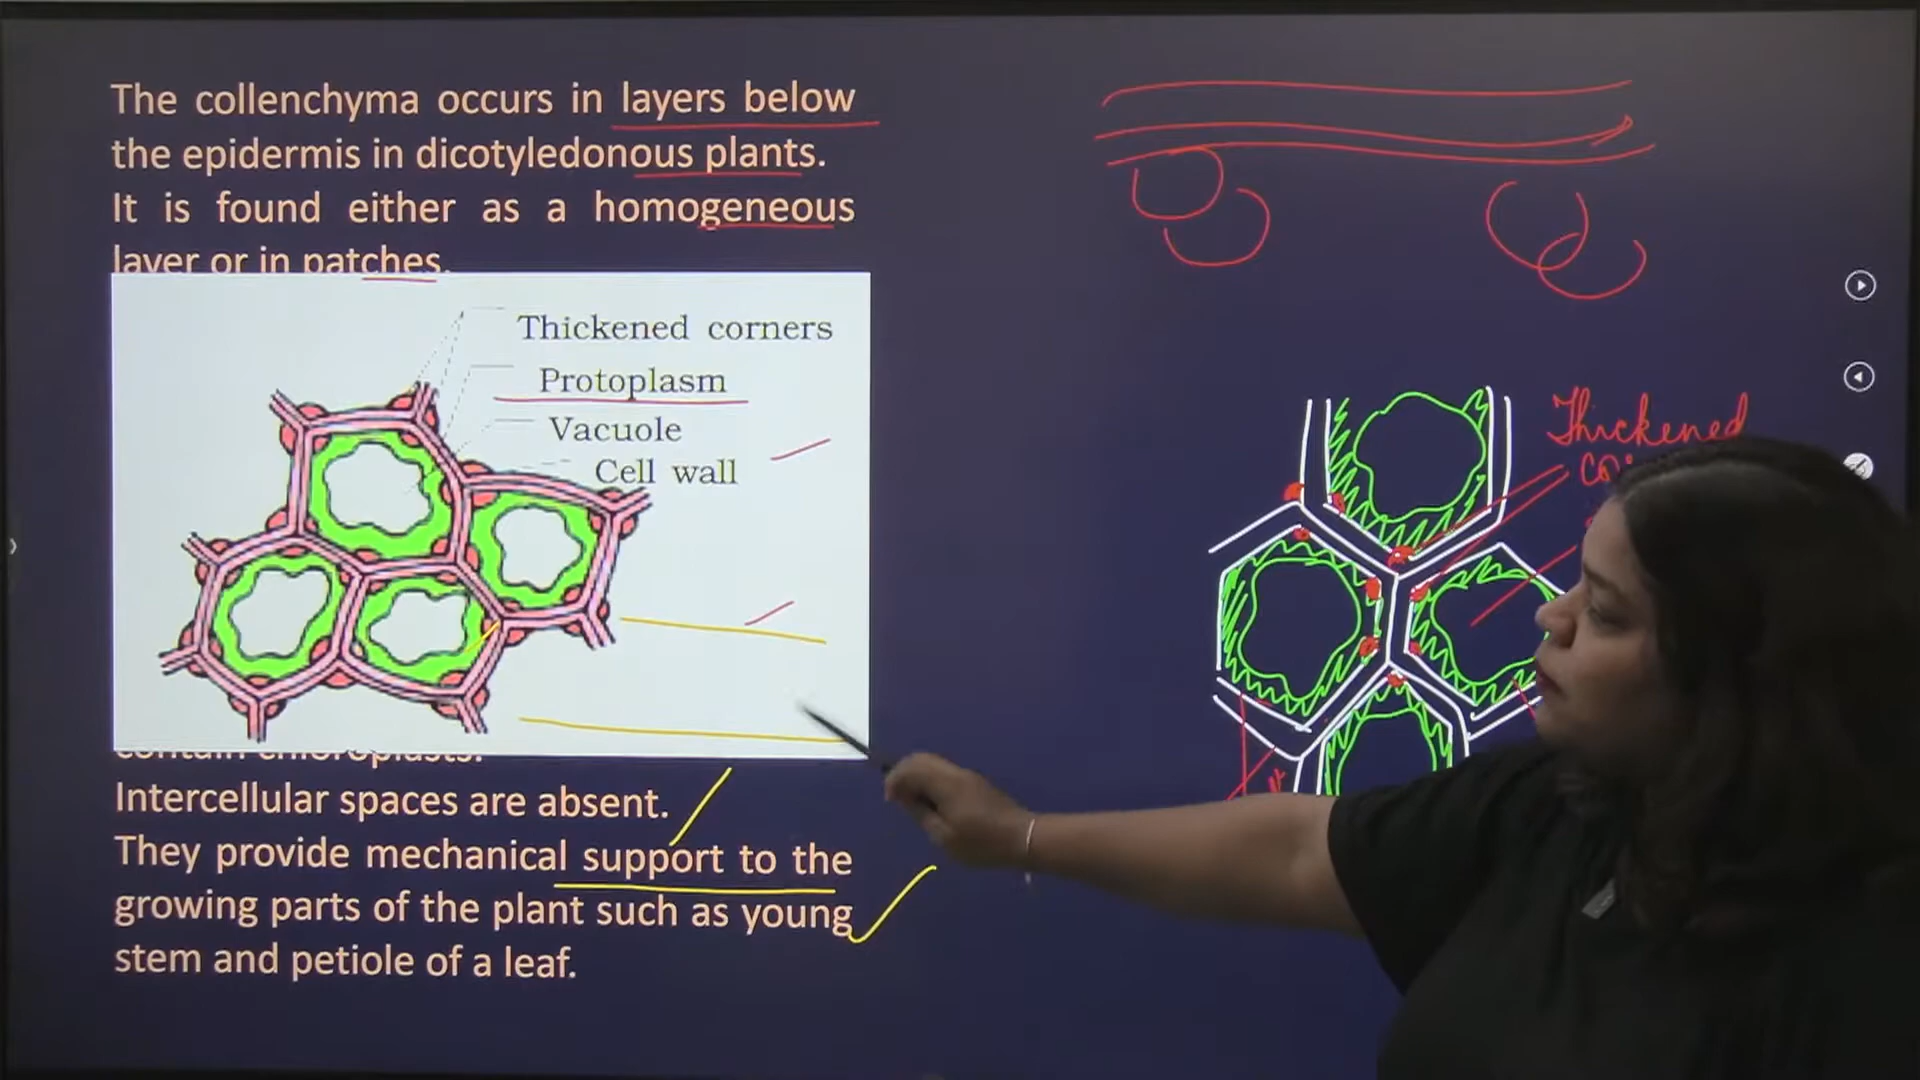 The collenchyma occurs in layers below
the epidermis in dicotyledonous plants.
It is found either as a homogeneous
layer or in patches.
Thickened corners
Protoplasm
Vacuole
Cell wall
contain chloroplasts.
Intercellular spaces are absent.
They provide mechanical support to the
growing parts of the plant such as young
stem and petiole of a leaf.
Thickened